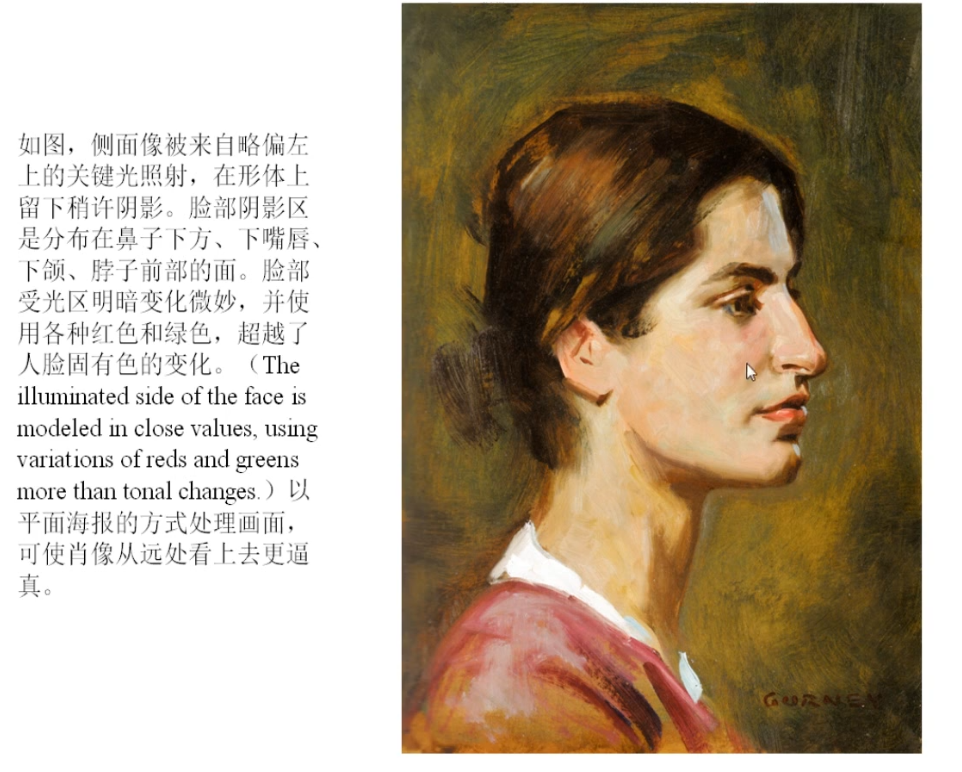 如图，侧面像被来自略偏左
上的关键光照射，在形体上
留下稍许阴影。脸部阴影区
是分布在鼻子下方、下嘴唇、
下颌、脖子前部的面。脸部
受光区明暗变化微妙，并使
用各种红色和绿色，超越了
人脸固有色的变化。（The
illuminated side of the face is
modeled in close values, using
variations of reds and greens
more than tonal changes.）以
平面海报的方式处理画面，
可使肖像从远处看上去更逼
真。
GURNEY